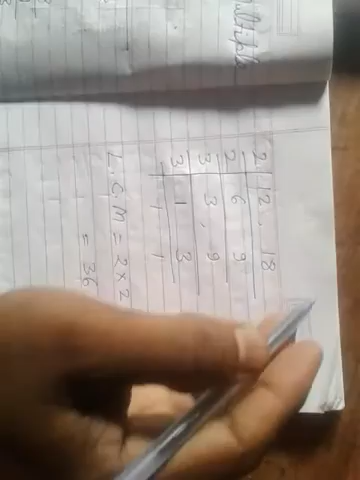 2 | 12, 18
2 | 6 9
3 | 3, 9
3 | 1 3
1 1
L.C.M = 2 x 2
= 36